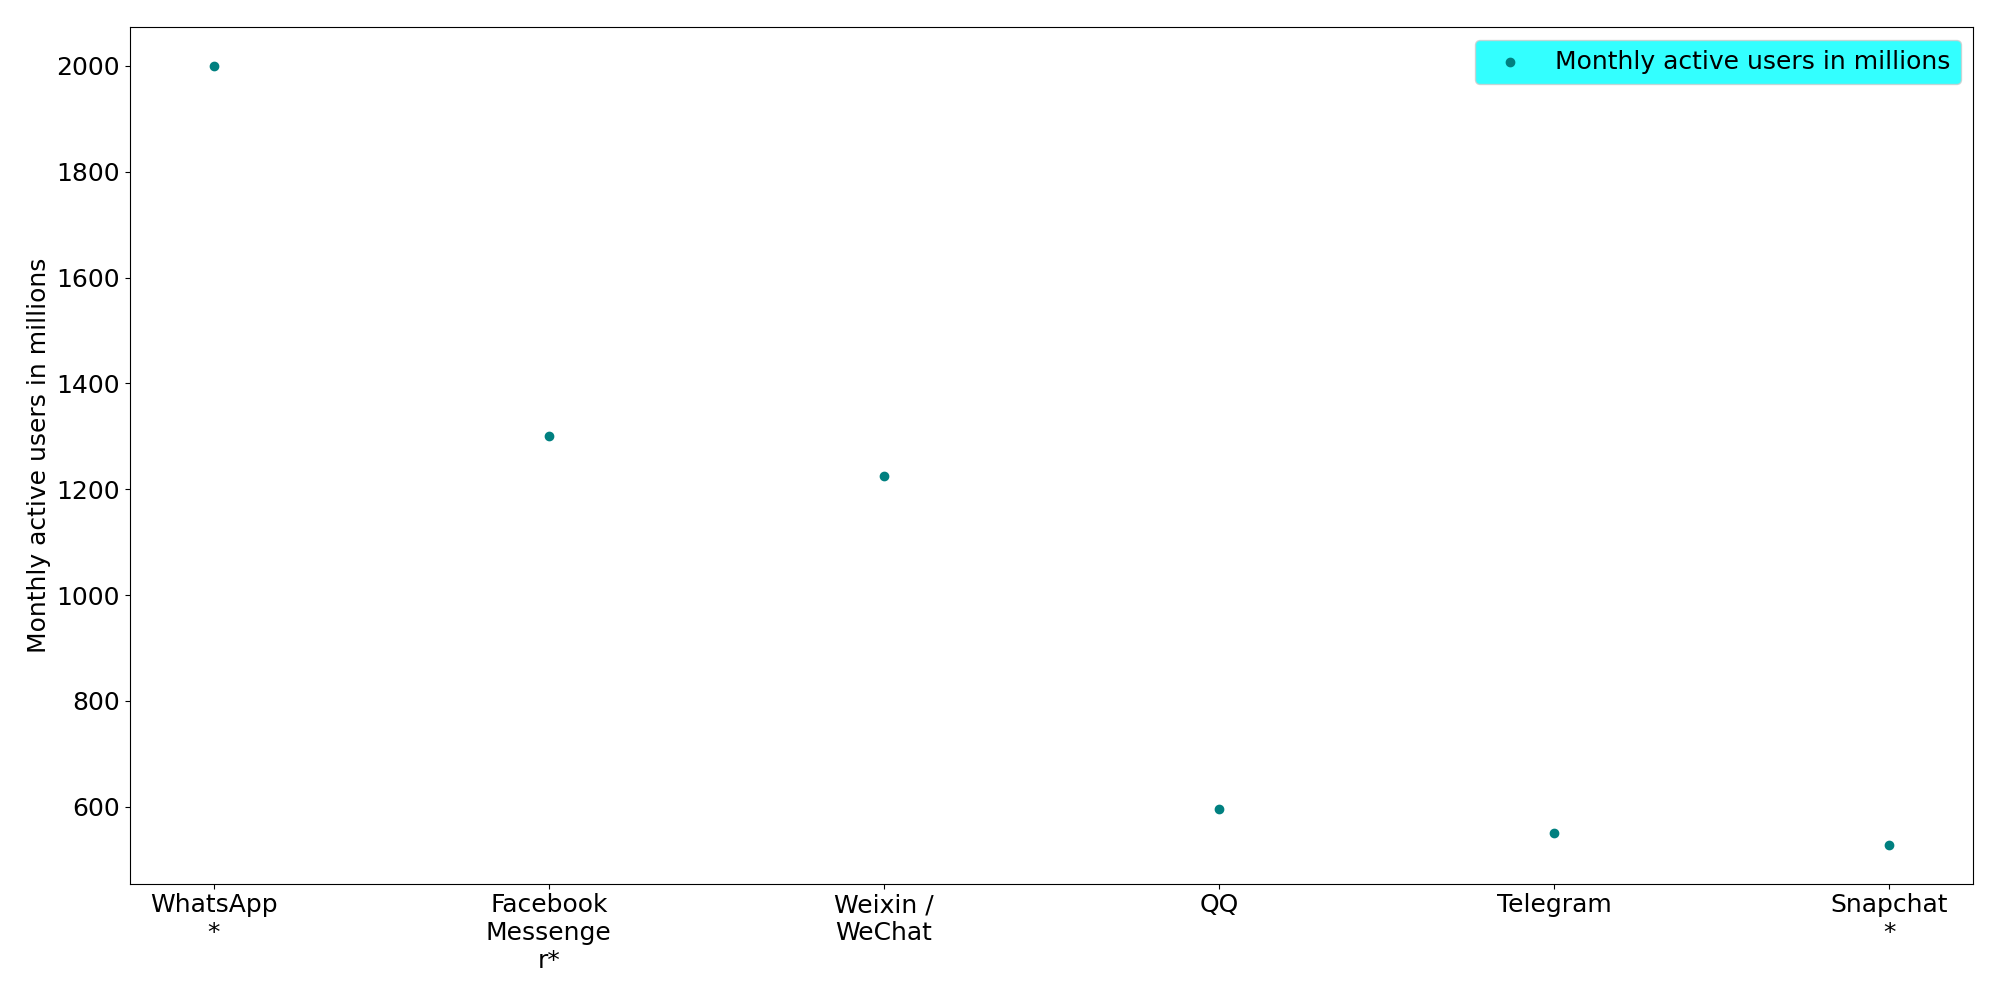 Monthly active users in millions
Monthly active users in millions
2000
1800
1600
1400
1200
1000
800
600
WhatsApp
*
Facebook
Messenge
r*
Weixin /
WeChat
QQ
Telegram
Snapchat
*